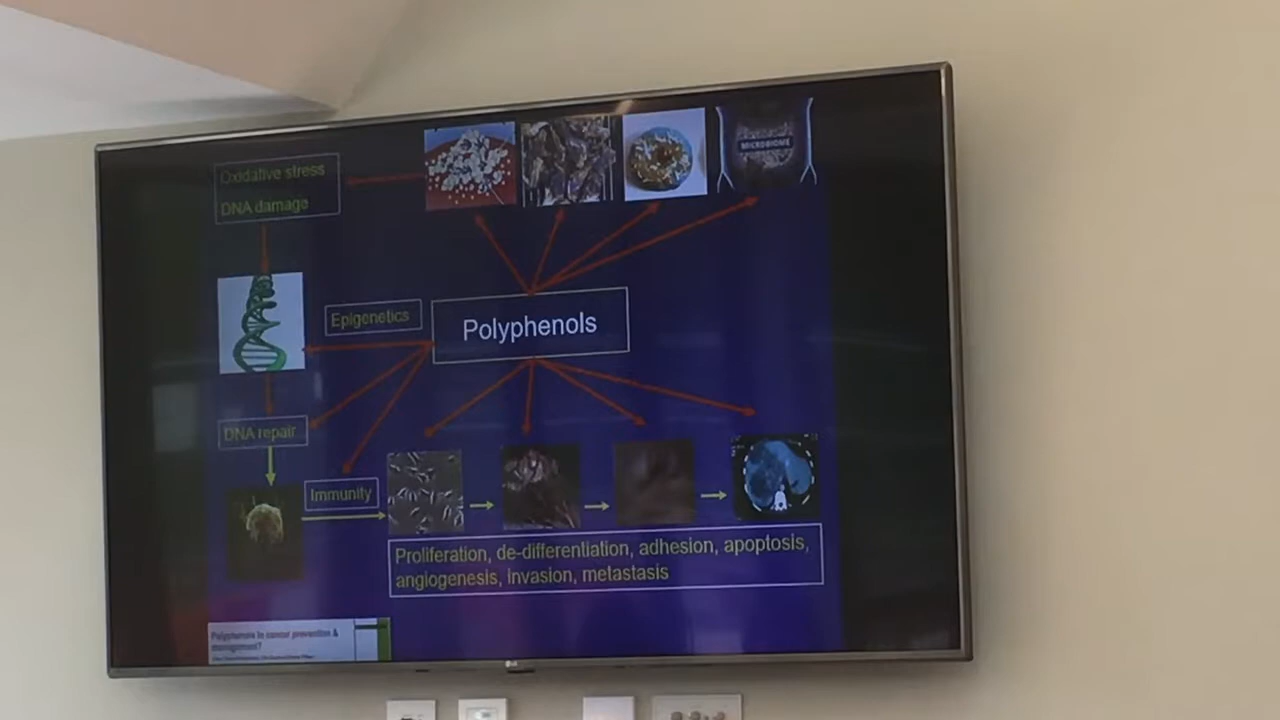 Oxidative stress
DNA damage
MICROBIOME
Epigenetics
Polyphenols
DNA repair
Immunity
Proliferation, de-differentiation, adhesion, apoptosis,
angiogenesis, invasion, metastasis
Polyphenols in cancer prevention &
management?
LG